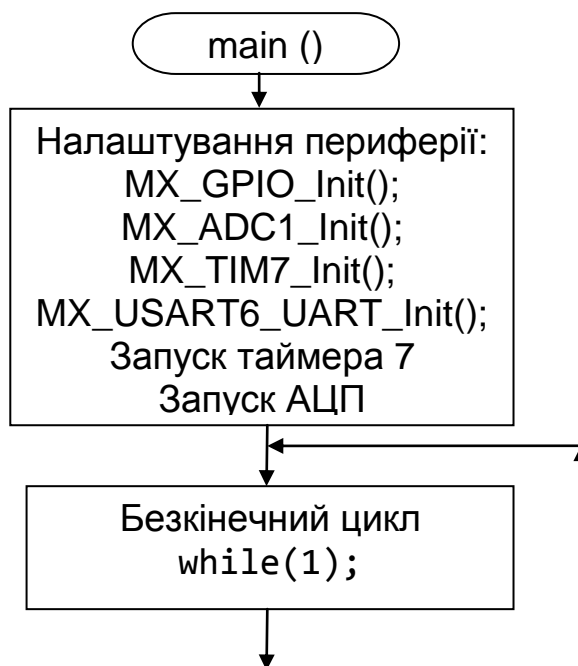 main ()
Налаштування периферії:
MX_GPIO_Init();
MX_ADC1_Init();
MX_TIM7_Init();
MX_USART6_UART_Init();
Запуск таймера 7
Запуск АЦП
Безкінечний цикл
while(1);